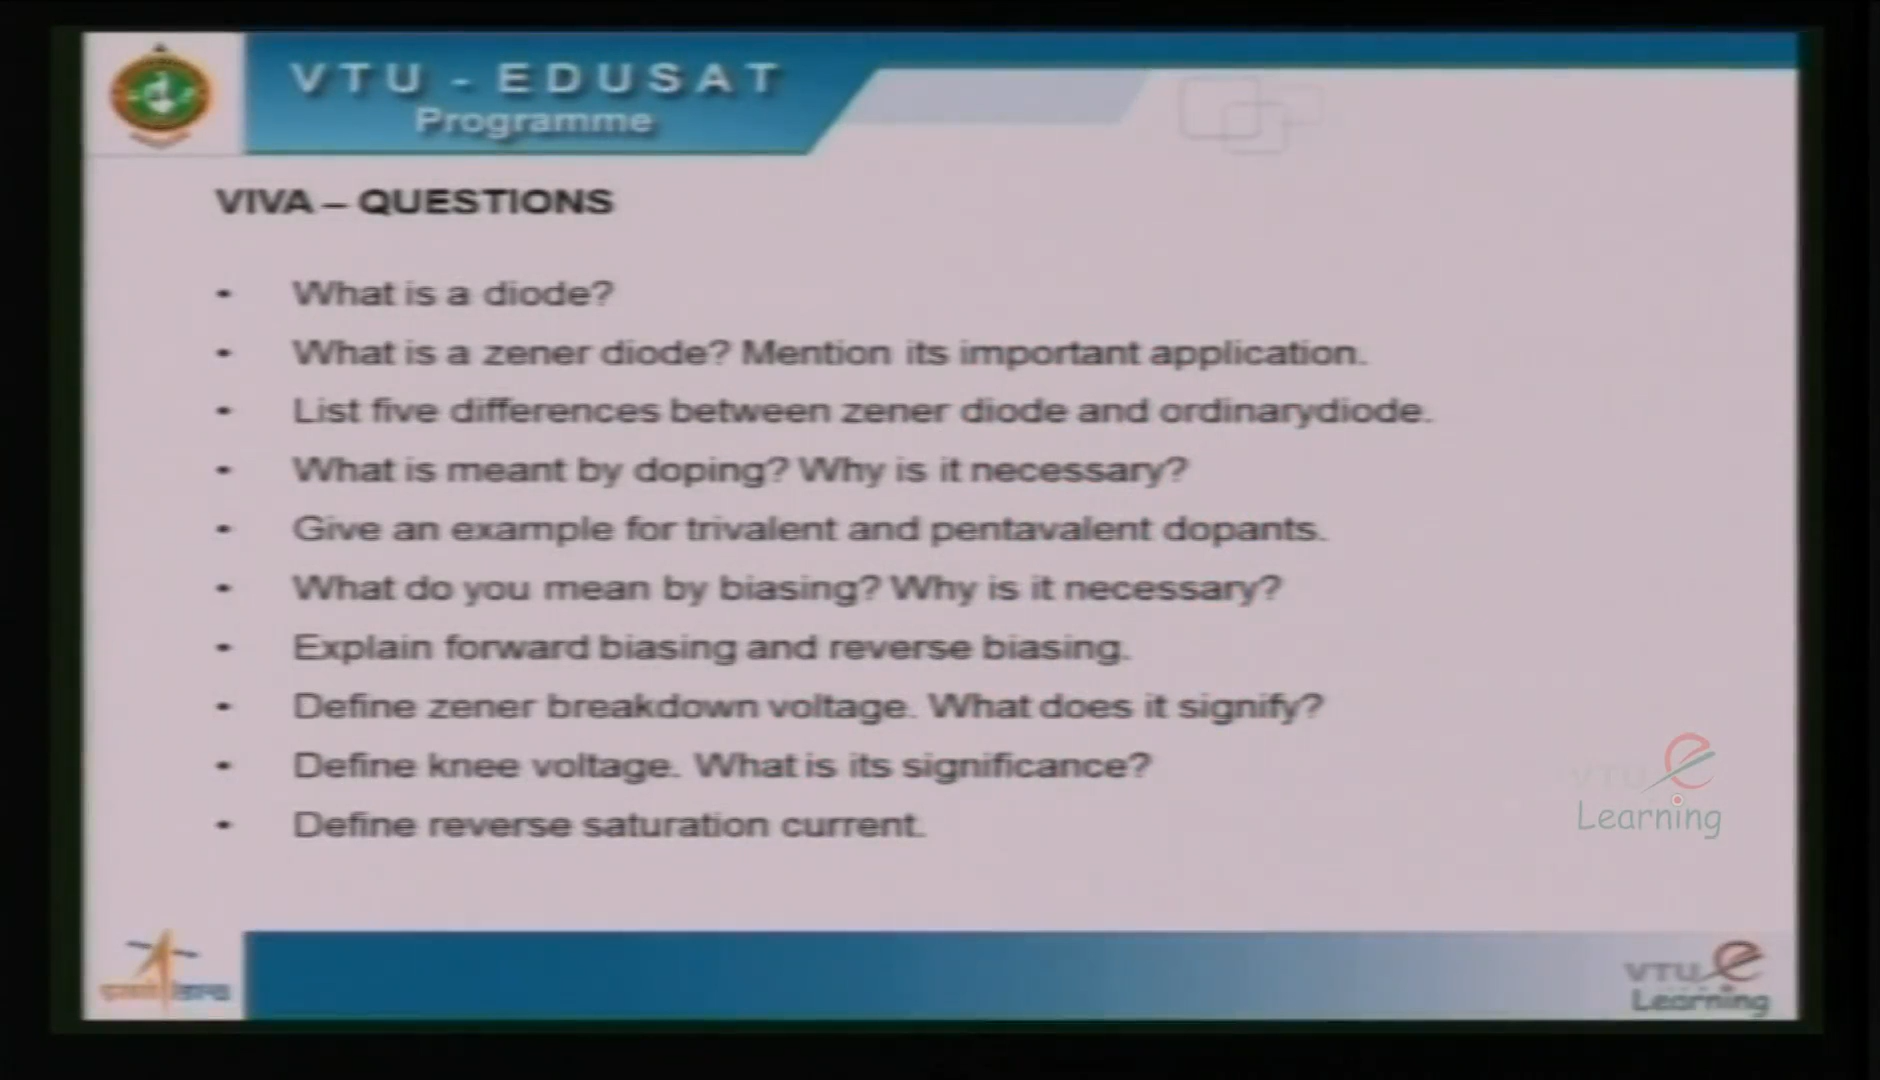 VTU - EDUSAT
Programme
VIVA – QUESTIONS
• What is a diode?
• What is a zener diode? Mention its important application.
• List five differences between zener diode and ordinarydiode.
• What is meant by doping? Why is it necessary?
• Give an example for trivalent and pentavalent dopants.
• What do you mean by biasing? Why is it necessary?
• Explain forward biasing and reverse biasing.
• Define zener breakdown voltage. What does it signify?
• Define knee voltage. What is its significance?
• Define reverse saturation current.
VTU e
Learning
VTU e
Learning